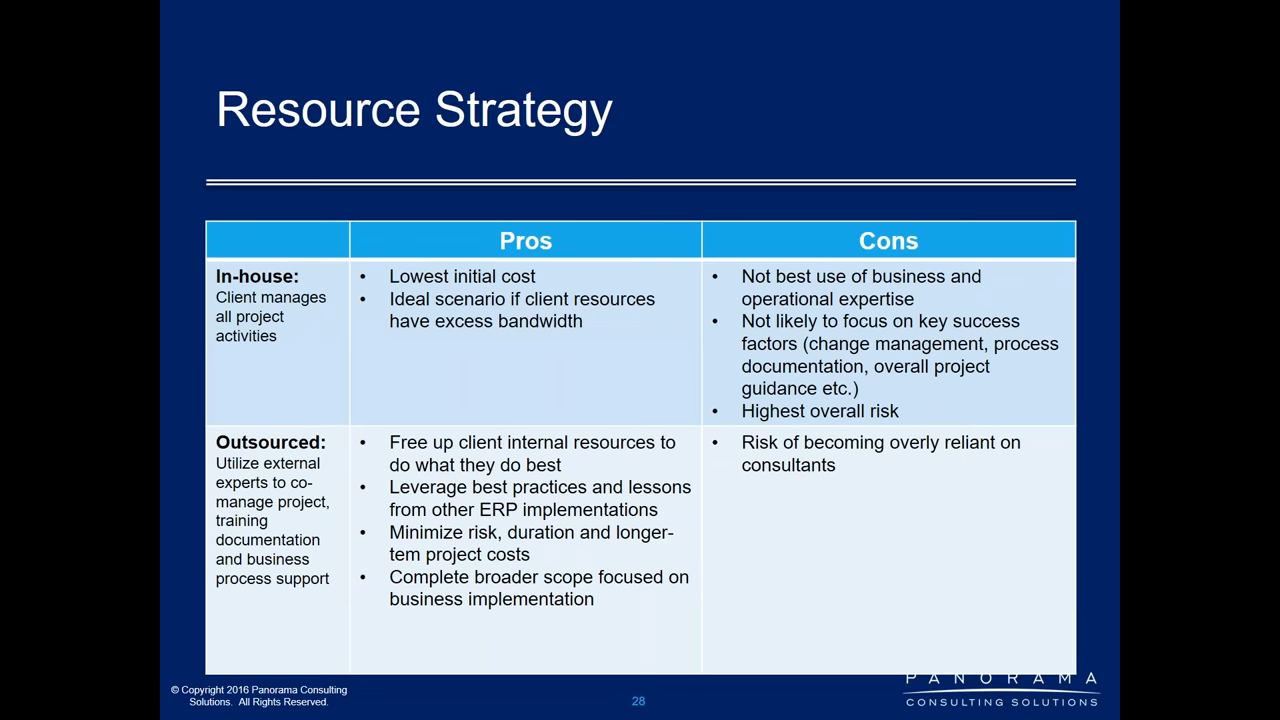 Resource Strategy
Pros
Cons
In-house:
Client manages
all project
activities
• Lowest initial cost
• Ideal scenario if client resources
have excess bandwidth
• Not best use of business and
operational expertise
• Not likely to focus on key success
factors (change management, process
documentation, overall project
guidance etc.)
• Highest overall risk
Outsourced:
Utilize external
experts to co-
manage project,
training
documentation
and business
process support
• Free up client internal resources to
do what they do best
• Leverage best practices and lessons
from other ERP implementations
• Minimize risk, duration and longer-
tem project costs
• Complete broader scope focused on
business implementation
• Risk of becoming overly reliant on
consultants
© Copyright 2016 Panorama Consulting
Solutions. All Rights Reserved.
28
PANORAMA
CONSULTING SOLUTIONS